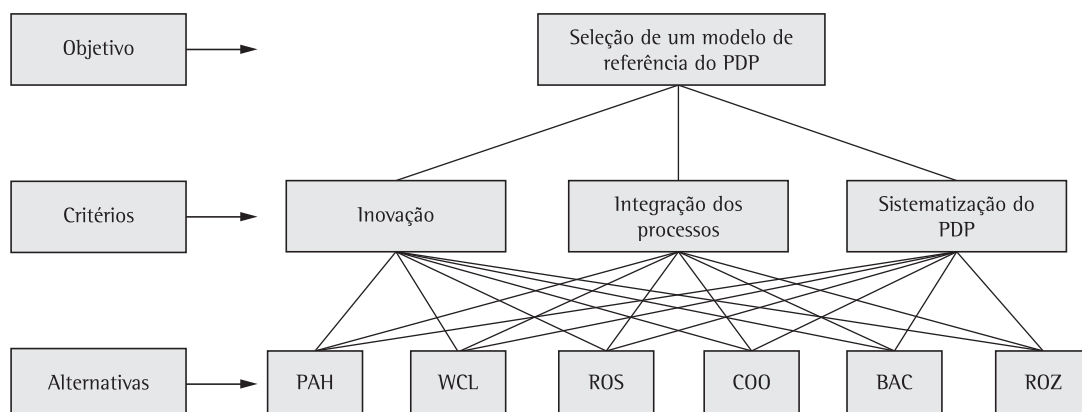 Objetivo
Seleção de um modelo de
referência do PDP
Critérios
Inovação
Integração dos
processos
Sistematização do
PDP
Alternativas
PAH
WCL
ROS
COO
BAC
ROZ